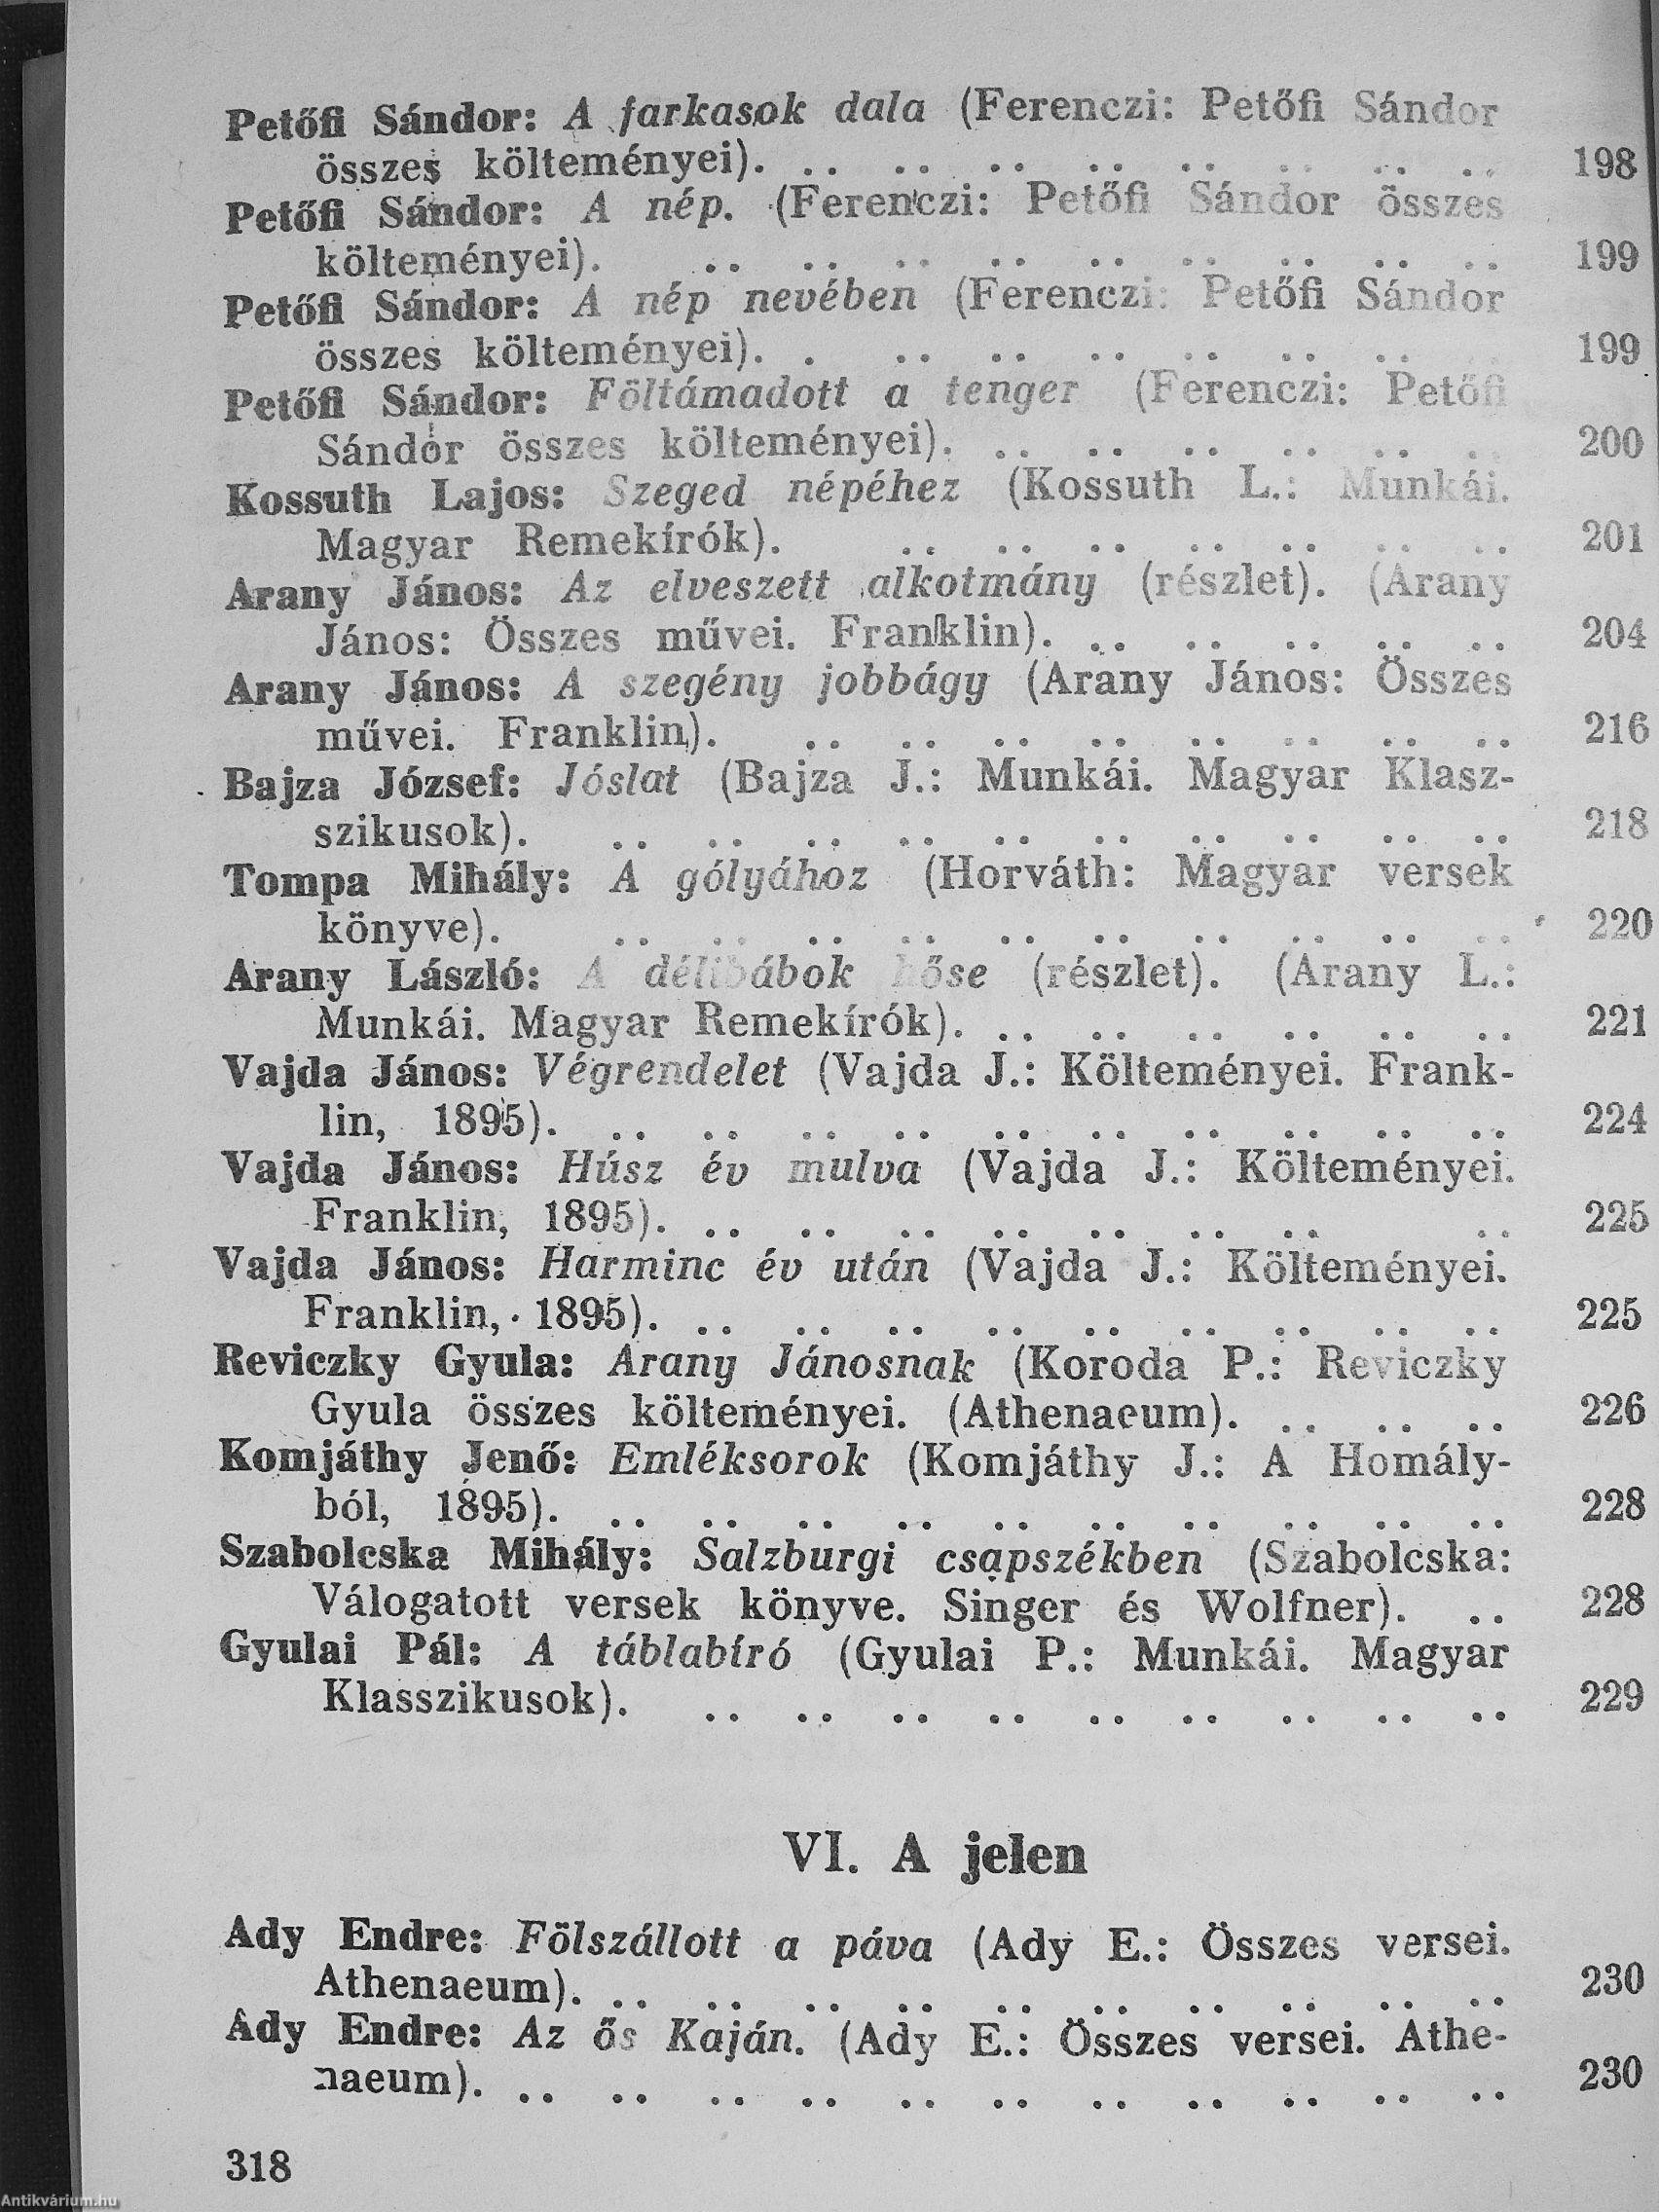 Petőfi Sándor: A farkasok dala (Ferenczi: Petőfi Sándor
összes költeményei). .. .. .. .. .. .. .. .. 198
Petőfi Sándor: A nép. (Ferenczi: Petőfi Sándor összes
költeményei). .. .. .. .. .. .. .. .. .. 199
Petőfi Sándor: A nép nevében (Ferenczi: Petőfi Sándor
összes költeményei). . .. .. .. .. .. .. .. 199
Petőfi Sándor: Föltámadott a tenger (Ferenczi: Petőfi
Sándor összes költeményei). .. .. .. .. .. .. 200
Kossuth Lajos: Szeged népéhez (Kossuth L.: Munkái.
Magyar Remekírók). .. .. .. .. .. .. .. 201
Arany János: Az elveszett alkotmány (részlet). (Arany
János: Összes művei. Franklin). .. .. .. .. .. 204
Arany János: A szegény jobbágy (Arany János: Összes
művei. Franklin). .. .. .. .. .. .. .. .. 216
Bajza József: Jóslat (Bajza J.: Munkái. Magyar Klasz-
szikusok). .. .. .. .. .. .. .. .. .. .. 218
Tompa Mihály: A gólyához (Horváth: Magyar versek
könyve). .. .. .. .. .. .. .. .. .. .. 220
Arany László: A délibábok hőse (részlet). (Arany L.:
Munkái. Magyar Remekírók). .. .. .. .. .. .. 221
Vajda János: Végrendelet (Vajda J.: Költeményei. Frank-
lin, 1895). .. .. .. .. .. .. .. .. .. .. 224
Vajda János: Húsz év mulva (Vajda J.: Költeményei.
Franklin, 1895). .. .. .. .. .. .. .. .. 225
Vajda János: Harminc év után (Vajda J.: Költeményei.
Franklin, 1895). .. .. .. .. .. .. .. .. .. 225
Reviczky Gyula: Arany Jánosnak (Koroda P.: Reviczky
Gyula összes költeményei. (Athenaeum). .. .. .. 226
Komjáthy Jenő: Emléksorok (Komjáthy J.: A Homály-
ból, 1895). .. .. .. .. .. .. .. .. .. .. 228
Szabolcska Mihály: Salzburgi csapszékben (Szabolcska:
Válogatott versek könyve. Singer és Wolfner). .. 228
Gyulai Pál: A táblabíró (Gyulai P.: Munkái. Magyar
Klasszikusok). .. .. .. .. .. .. .. .. .. 229
VI. A jelen
Ady Endre: Fölszállott a páva (Ady E.: Összes versei.
Athenaeum). .. .. .. .. .. .. .. .. .. .. 230
Ady Endre: Az ős Kaján. (Ady E.: Összes versei. Athe-
naeum). .. .. .. .. .. .. .. .. .. .. .. 230
318
Antikvárium.hu